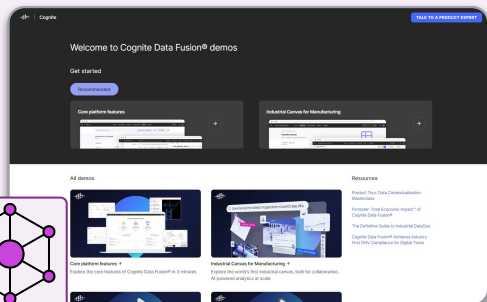 Cognite
TALK TO A PRODUCT EXPERT
Welcome to Cognite Data Fusion® demos
Get started
Recommended
Core platform features
Industrial Canvas for Manufacturing
All demos
Core platform features →
Explore the core features of Cognite Data Fusion® in 3 minutes
Industrial Canvas for Manufacturing →
Explore the world's first industrial canvas, built for collaborative,
AI-powered analytics at scale
Resources
Product Tour: Data Contextualization
Masterclass
Forrester: Total Economic Impact™ of
Cognite Data Fusion®
The Definitive Guide to Industrial DataOps
Cognite Data Fusion® Achieves Industry
First DNV Compliance for Digital Twins